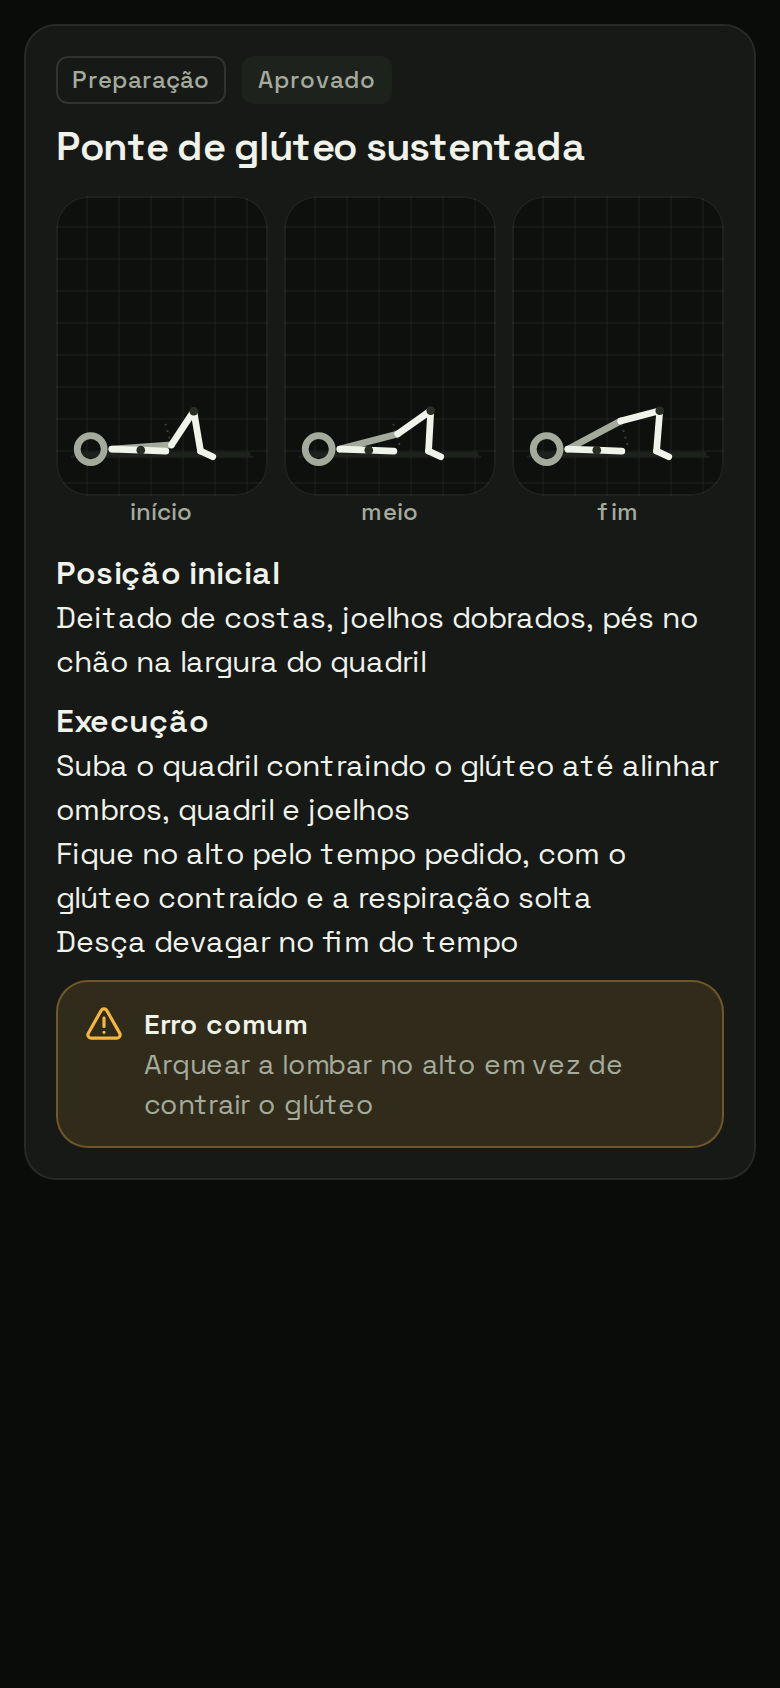 Preparação
Aprovado
Ponte de glúteo sustentada
início
meio
fim
Posição inicial
Deitado de costas, joelhos dobrados, pés no
chão na largura do quadril
Execução
Suba o quadril contraindo o glúteo até alinhar
ombros, quadril e joelhos
Fique no alto pelo tempo pedido, com o
glúteo contraído e a respiração solta
Desça devagar no fim do tempo
Erro comum
Arquear a lombar no alto em vez de
contrair o glúteo